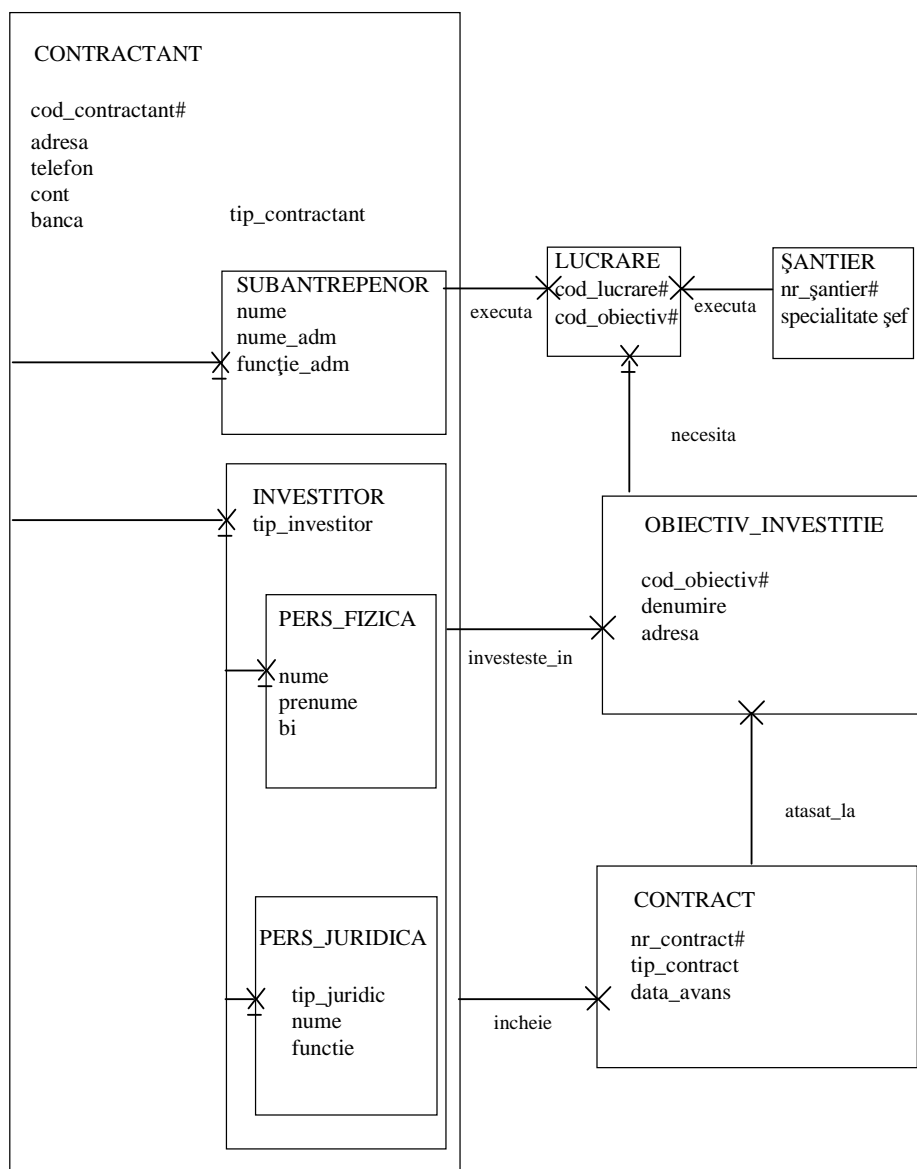 CONTRACTANT
cod_contractant#
adresa
telefon
cont
banca
tip_contractant
SUBANTREPENOR
nume
nume_adm
funcţie_adm
executa
LUCRARE
cod_lucrare#
cod_obiectiv#
executa
ŞANTIER
nr_şantier#
specialitate şef
necesita
INVESTITOR
tip_investitor
PERS_FIZICA
nume
prenume
bi
investeste_in
OBIECTIV_INVESTITIE
cod_obiectiv#
denumire
adresa
atasat_la
PERS_JURIDICA
tip_juridic
nume
functie
incheie
CONTRACT
nr_contract#
tip_contract
data_avans